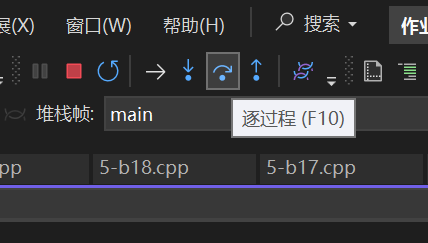 展(X) 窗口(W) 帮助(H) 搜索 作业
堆栈帧: main
逐过程 (F10)
pp 5-b18.cpp 5-b17.cpp